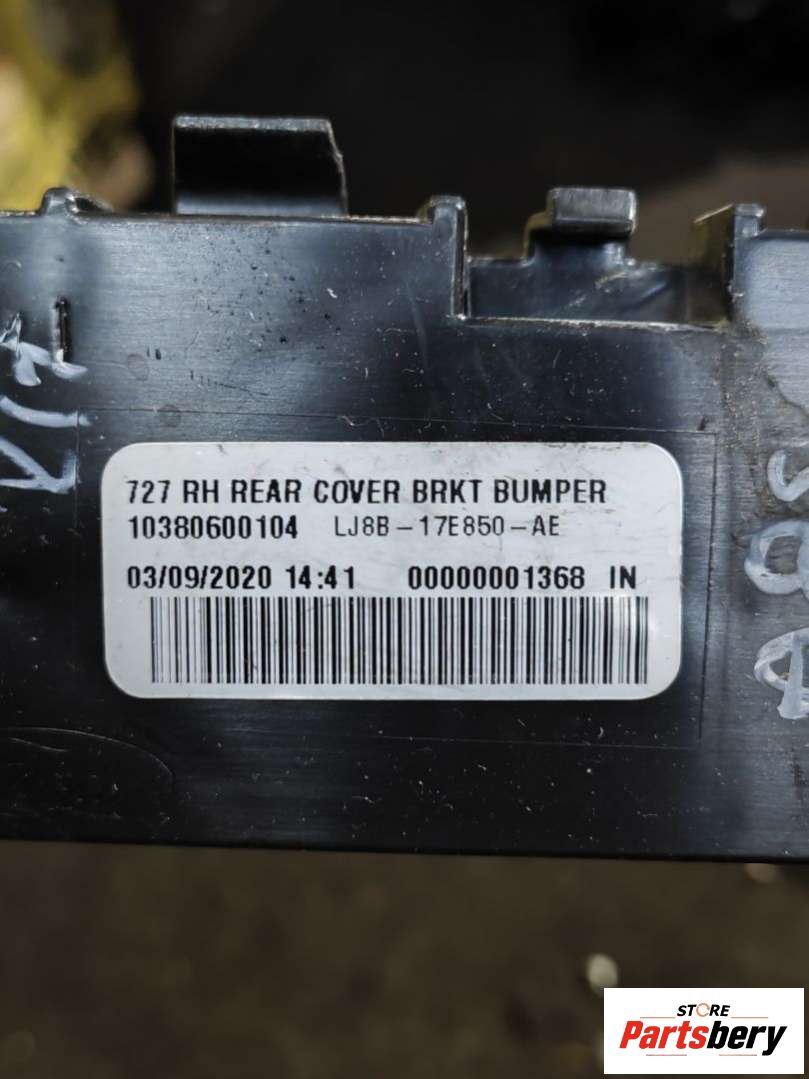 727 RH REAR COVER BRKT BUMPER
10380600104 LJ8B-17E850-AE
03/09/2020 14:41 00000001368 IN
STORE
Partsbery